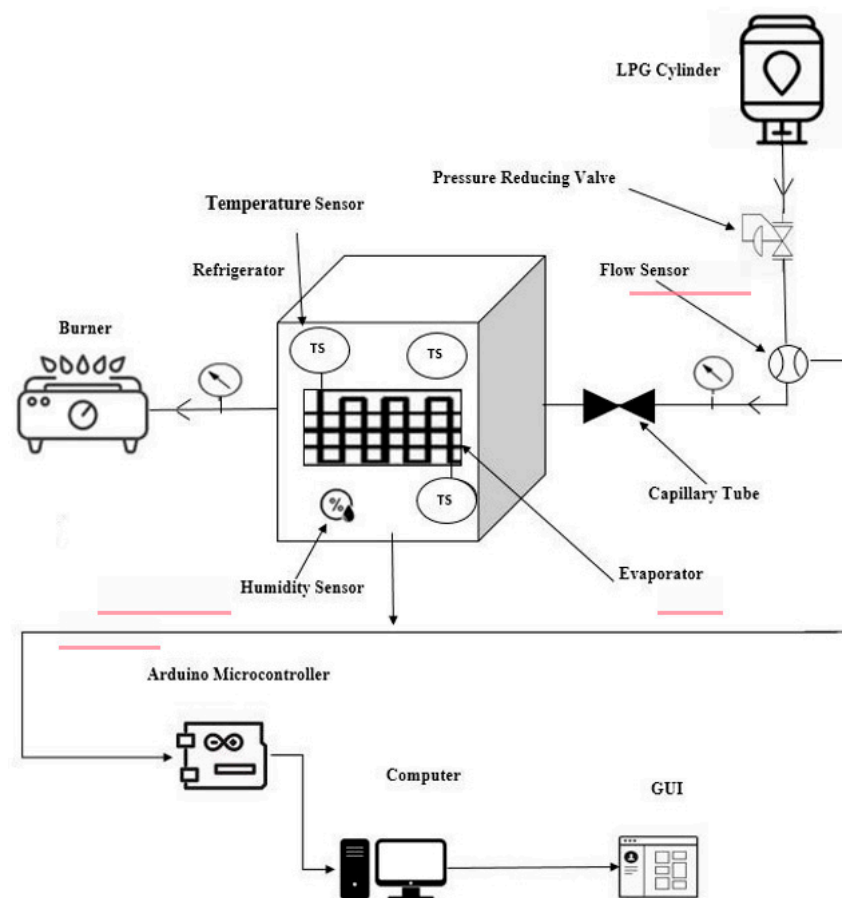 LPG Cylinder
Pressure Reducing Valve
Temperature Sensor
Refrigerator
Flow Sensor
Burner
TS
TS
TS
%
Capillary Tube
Humidity Sensor
Evaporator
Arduino Microcontroller
Computer
GUI